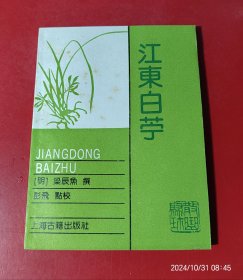 江東白苧
JIANGDONG
BAIZHU
[明] 梁辰魚 撰
彭飛 點校
上海古籍出版社
2024/10/31 08:45